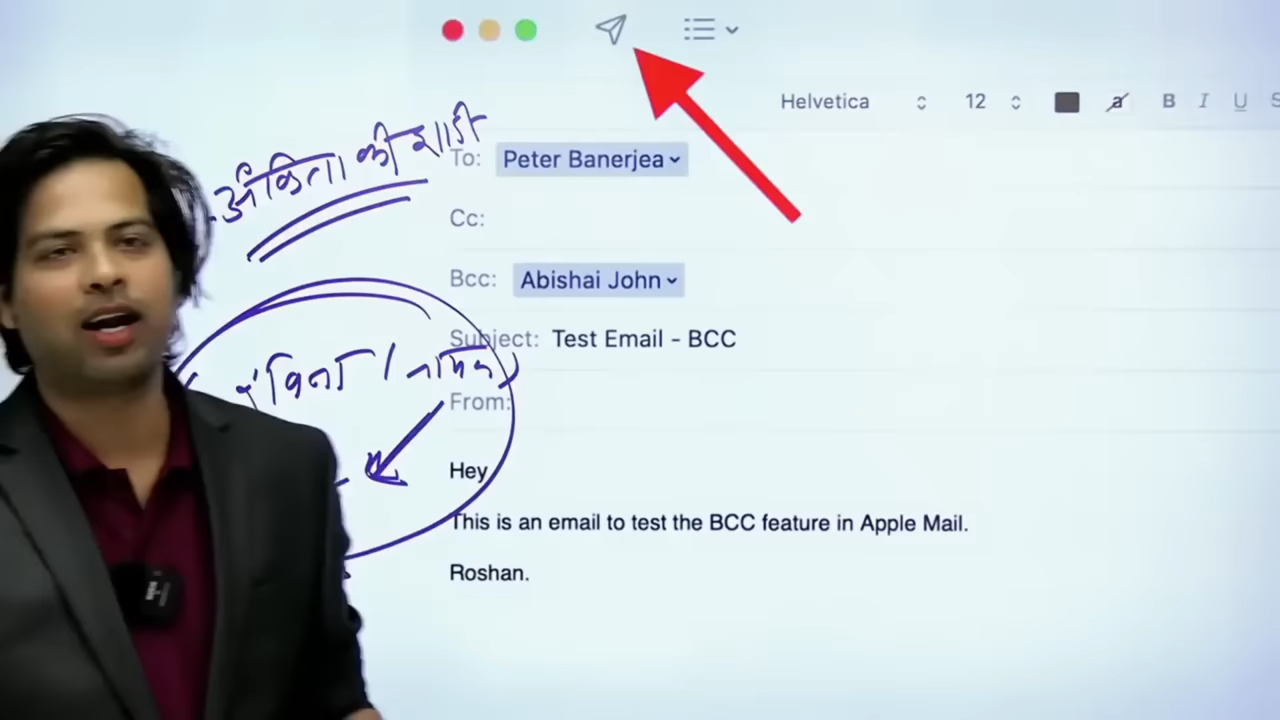 Helvetica 12 a B I U S
अंकिता की शादी
To: Peter Banerjea
Cc:
Bcc: Abishai John
Subject: Test Email - BCC
From:
Hey
This is an email to test the BCC feature in Apple Mail.
Roshan.